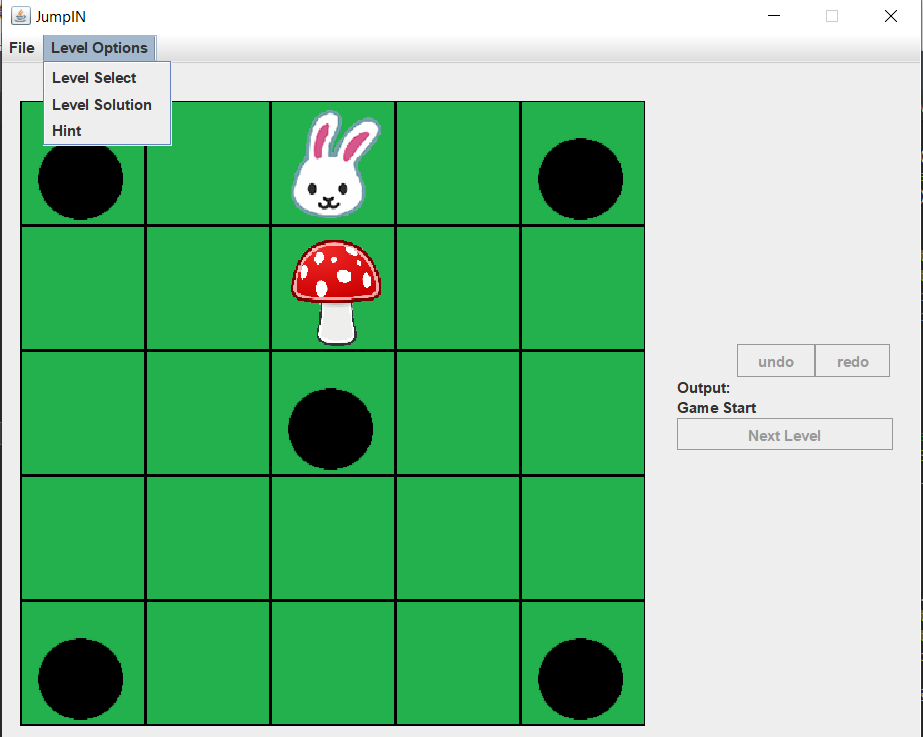 JumpIN
File Level Options
Level Select
Level Solution
Hint
undo redo
Output:
Game Start
Next Level